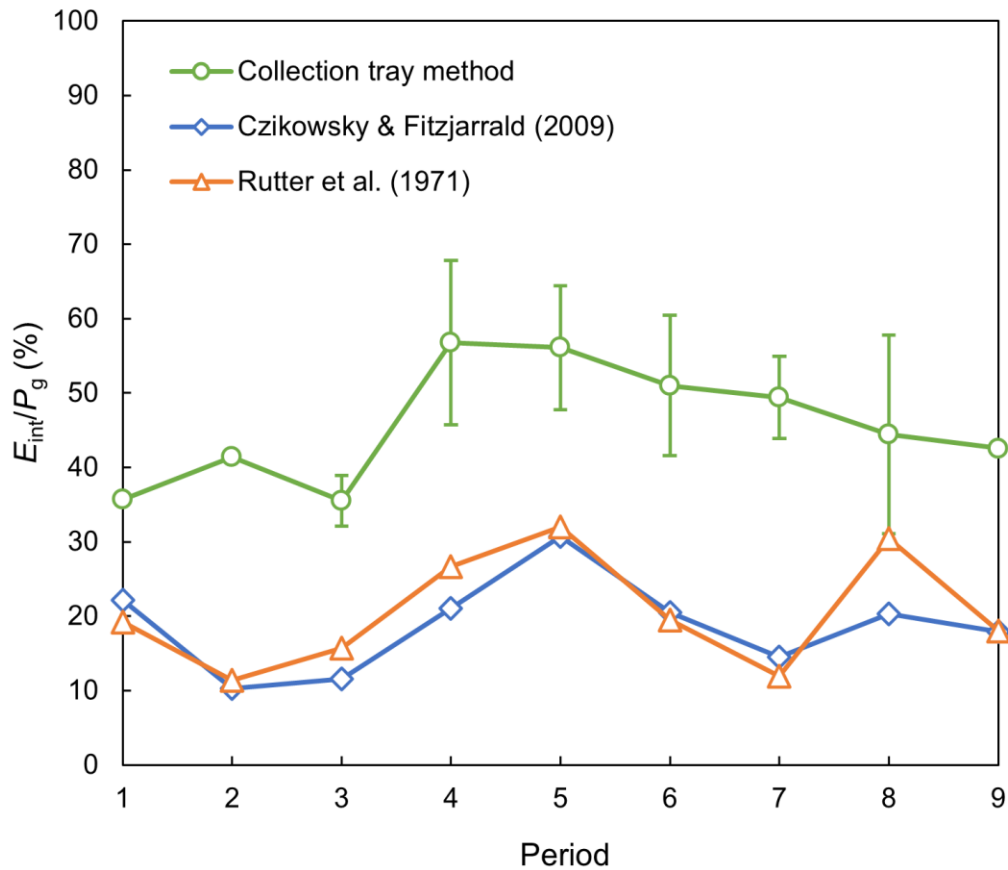 100
90
80
70
60
50
40
30
20
10
0
Eint/Pg (%)
Collection tray method
Czikowsky & Fitzjarrald (2009)
Rutter et al. (1971)
1 2 3 4 5 6 7 8 9
Period